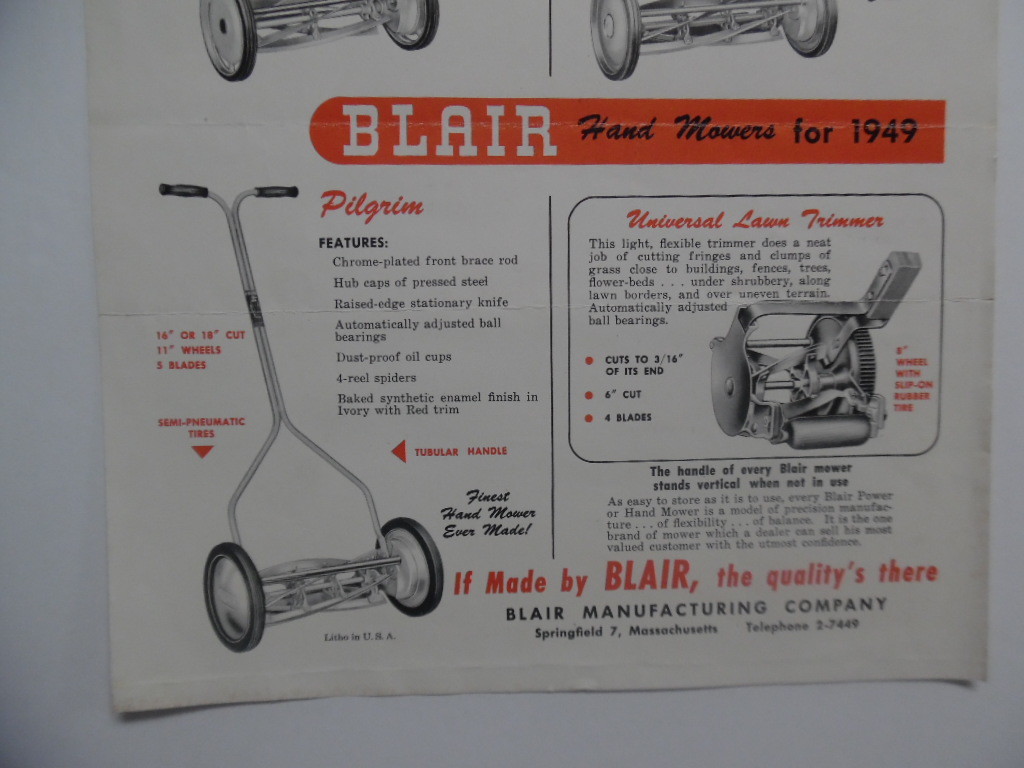 BLAIR Hand Mowers for 1949
Pilgrim
FEATURES:
Chrome-plated front brace rod
Hub caps of pressed steel
Raised-edge stationary knife
Automatically adjusted ball
bearings
Dust-proof oil cups
4-reel spiders
Baked synthetic enamel finish in
Ivory with Red trim
16" OR 18" CUT
11" WHEELS
5 BLADES
SEMI-PNEUMATIC
TIRES
TUBULAR HANDLE
Finest
Hand Mower
Ever Made!
Universal Lawn Trimmer
This light, flexible trimmer does a neat
job of cutting fringes and clumps of
grass close to buildings, fences, trees,
flower-beds . . . under shrubbery, along
lawn borders, and over uneven terrain.
Automatically adjusted
ball bearings.
CUTS TO 3/16"
OF ITS END
6" CUT
4 BLADES
8"
WHEEL
WITH
SLIP-ON
RUBBER
TIRE
The handle of every Blair mower
stands vertical when not in use
As easy to store as it is to use, every Blair Power
or Hand Mower is a model of precision manufac-
ture . . . of flexibility . . . of balance. It is the one
brand of mower which a dealer can sell his most
valued customer with the utmost confidence.
If Made by BLAIR, the quality's there
BLAIR MANUFACTURING COMPANY
Springfield 7, Massachusetts Telephone 2-7449
Litho in U. S. A.